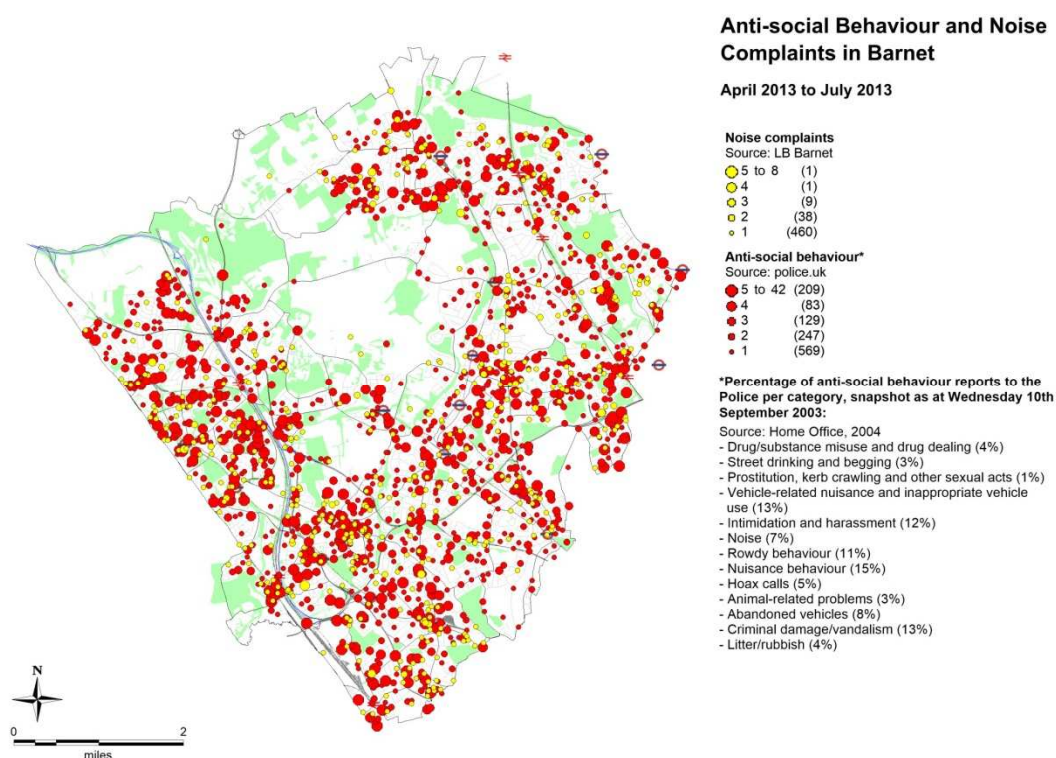 Anti-social Behaviour and Noise
Complaints in Barnet
April 2013 to July 2013
Noise complaints
Source: LB Barnet
5 to 8 (1)
4 (1)
3 (9)
2 (38)
1 (460)
Anti-social behaviour*
Source: police.uk
5 to 42 (209)
4 (83)
3 (129)
2 (247)
1 (569)
*Percentage of anti-social behaviour reports to the
Police per category, snapshot as at Wednesday 10th
September 2003:
Source: Home Office, 2004
- Drug/substance misuse and drug dealing (4%)
- Street drinking and begging (3%)
- Prostitution, kerb crawling and other sexual acts (1%)
- Vehicle-related nuisance and inappropriate vehicle
use (13%)
- Intimidation and harassment (12%)
- Noise (7%)
- Rowdy behaviour (11%)
- Nuisance behaviour (15%)
- Hoax calls (5%)
- Animal-related problems (3%)
- Abandoned vehicles (8%)
- Criminal damage/vandalism (13%)
- Litter/rubbish (4%)
N
0 2
miles